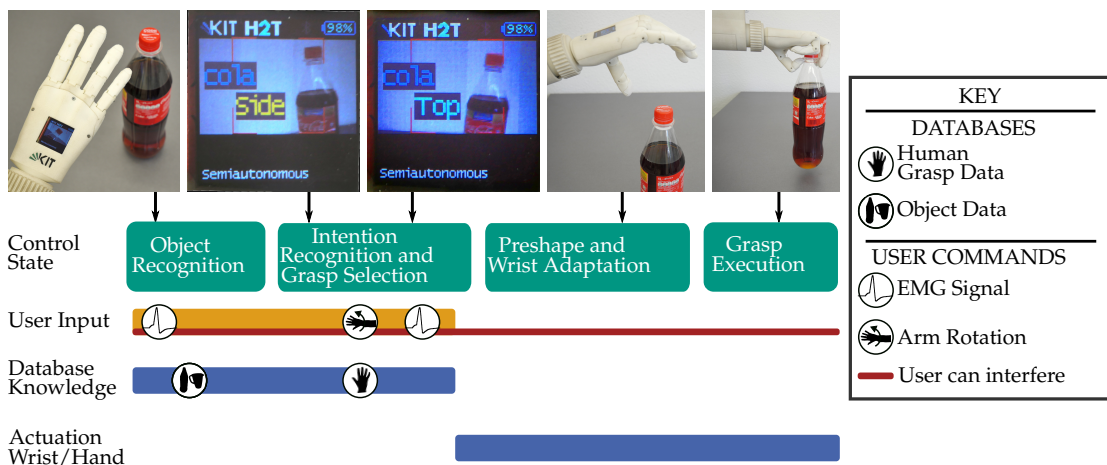 KIT H2T 98%
cola
Side
Semiautonomous
KIT H2T 98%
cola
Top
Semiautonomous
KIT
Control
State
Object
Recognition
Intention
Recognition and
Grasp Selection
Preshape and
Wrist Adaptation
Grasp
Execution
User Input
Database
Knowledge
Actuation
Wrist/Hand
KEY
DATABASES
Human
Grasp Data
Object Data
USER COMMANDS
EMG Signal
Arm Rotation
User can interfere